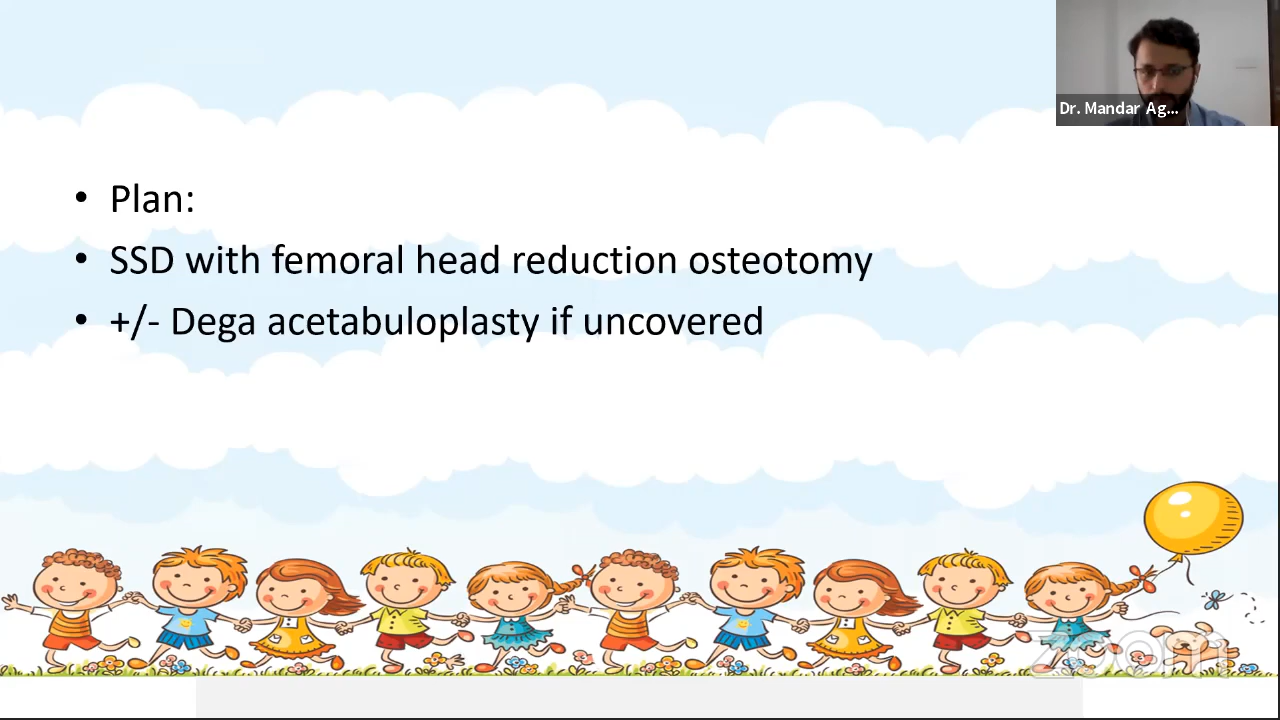 Dr. Mandar Ag...
• Plan:
• SSD with femoral head reduction osteotomy
• +/- Dega acetabuloplasty if uncovered
zoom